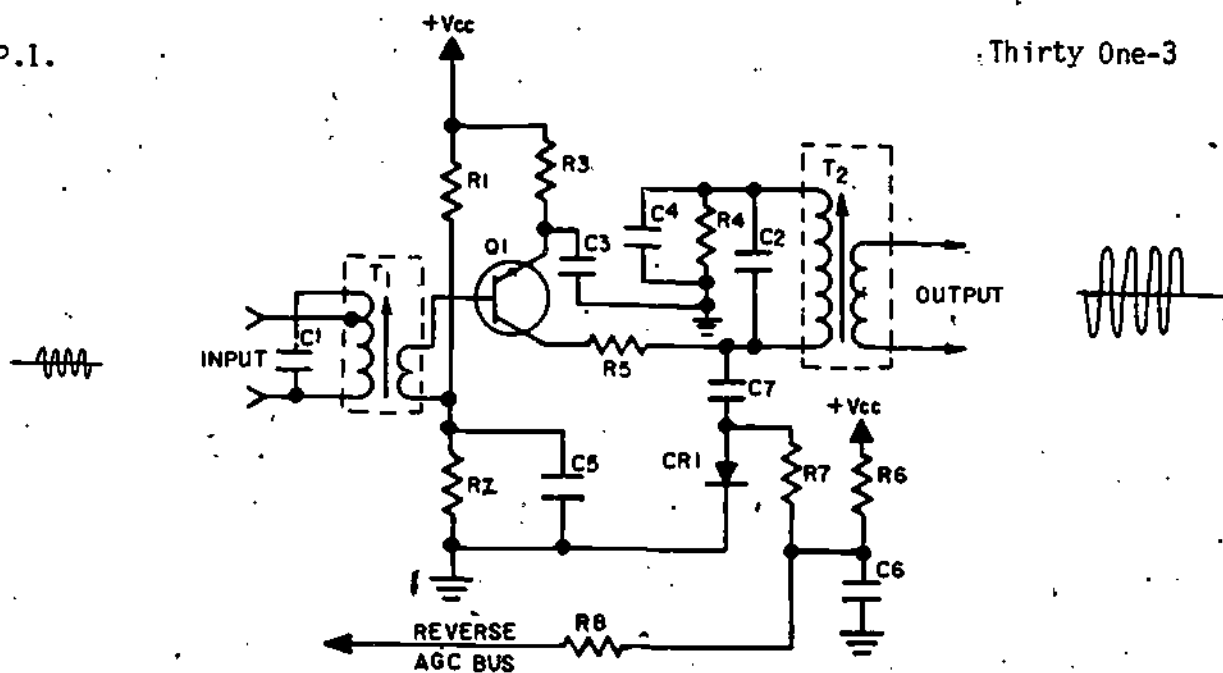 P.I.
Thirty One-3
+Vcc
R1
R3
Q1
C3
C4
R4
C2
T2
OUTPUT
T1
C1
INPUT
R5
C7
+Vcc
R2
C5
CR1
R7
R6
C6
R8
REVERSE
AGC BUS